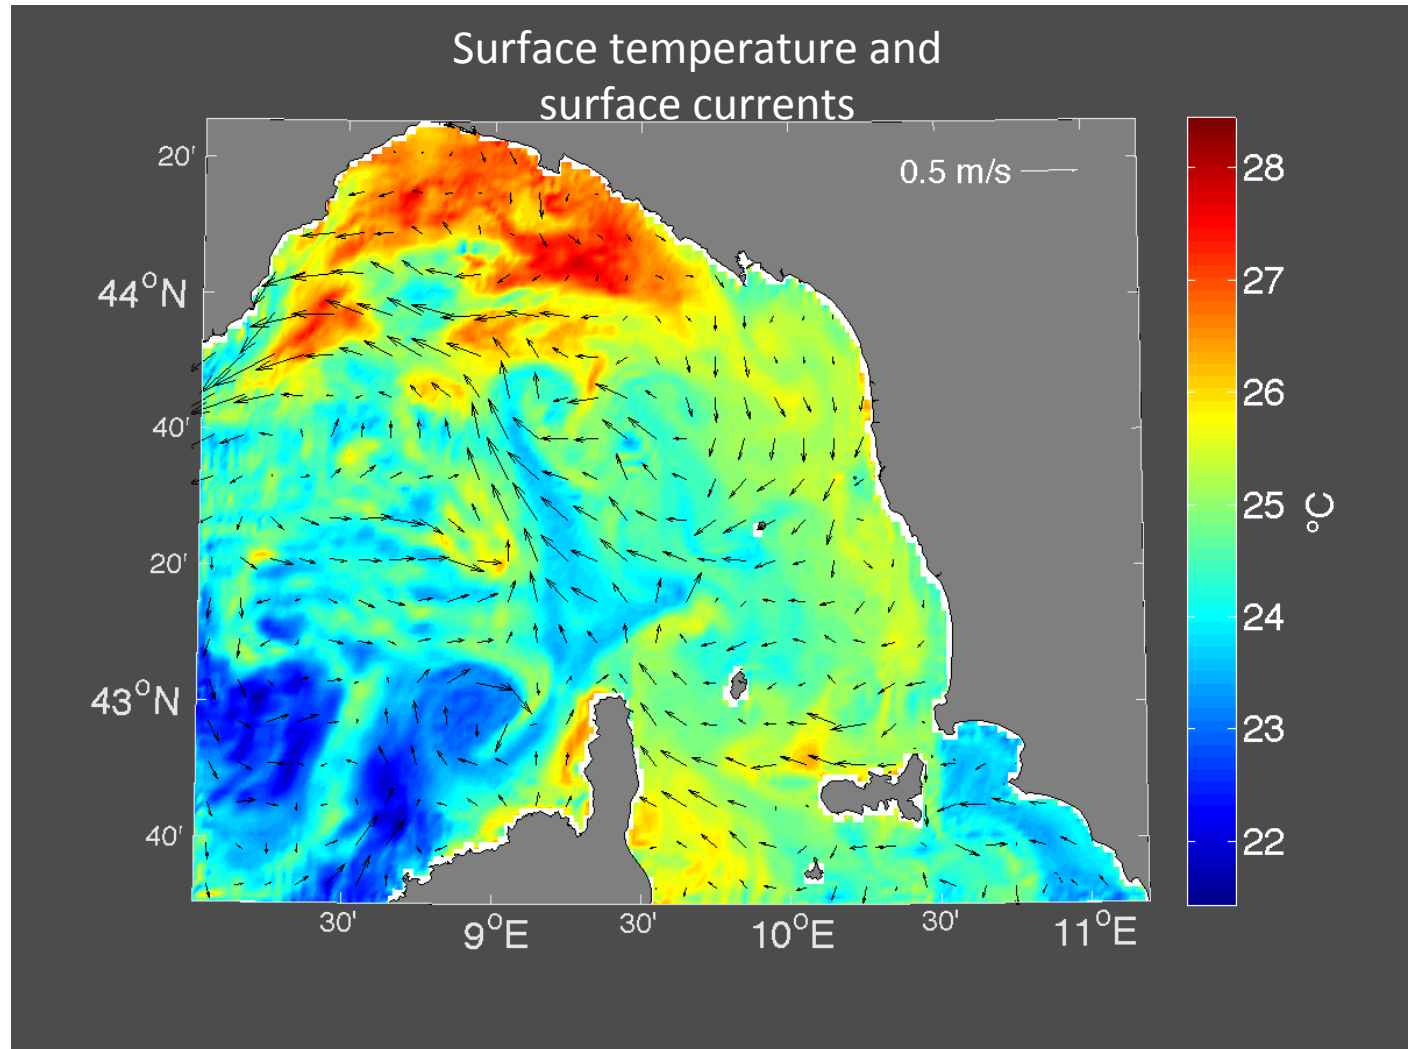 Surface temperature and
surface currents
0.5 m/s
20'
44°N
40'
20'
43°N
40'
30'
9°E
30'
10°E
30'
11°E
28
27
26
25
24
23
22
°C